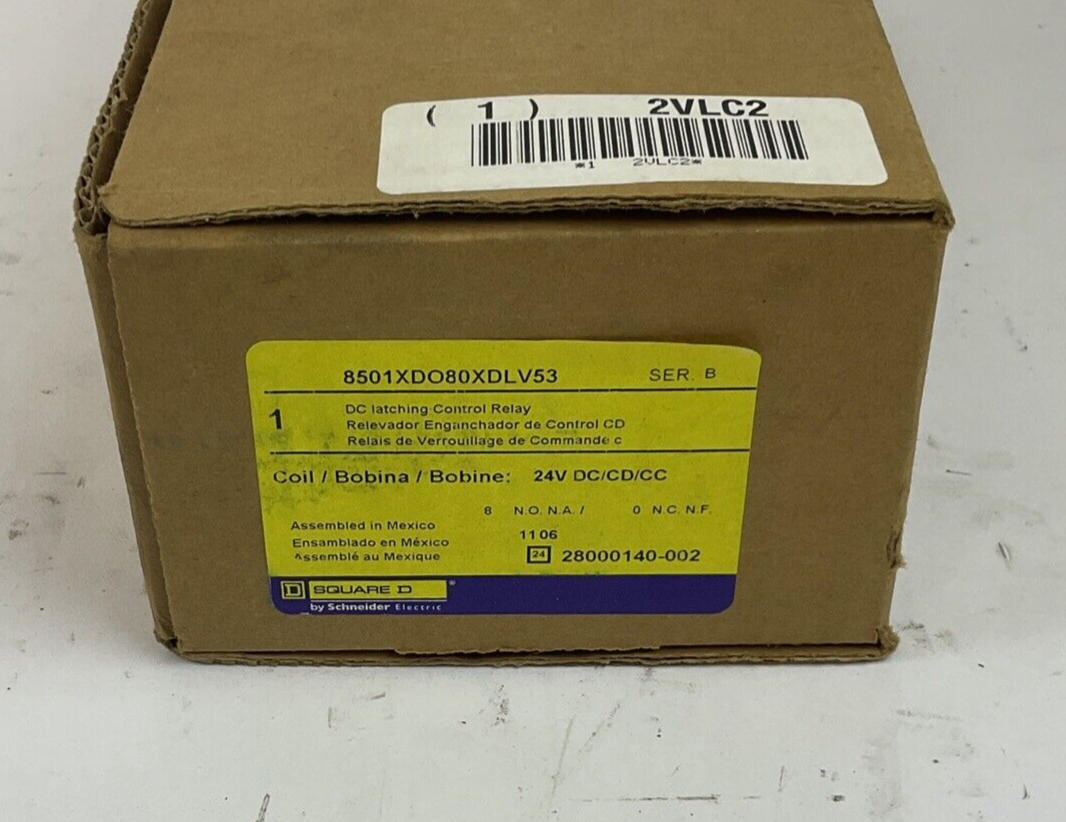 ( 1 ) 2VLC2
*1 2VLC2*
8501XDO80XDLV53 SER. B
1
DC latching Control Relay
Relevador Enganchador de Control CD
Relais de Verrouillage de Commande c
Coil / Bobina / Bobine: 24V DC/CD/CC
8 N.O. N.A. / 0 N.C. N.F.
Assembled in Mexico
Ensamblado en México
Assemblé au Mexique
11 06
24 28000140-002
D SQUARE D ®
by Schneider Electric